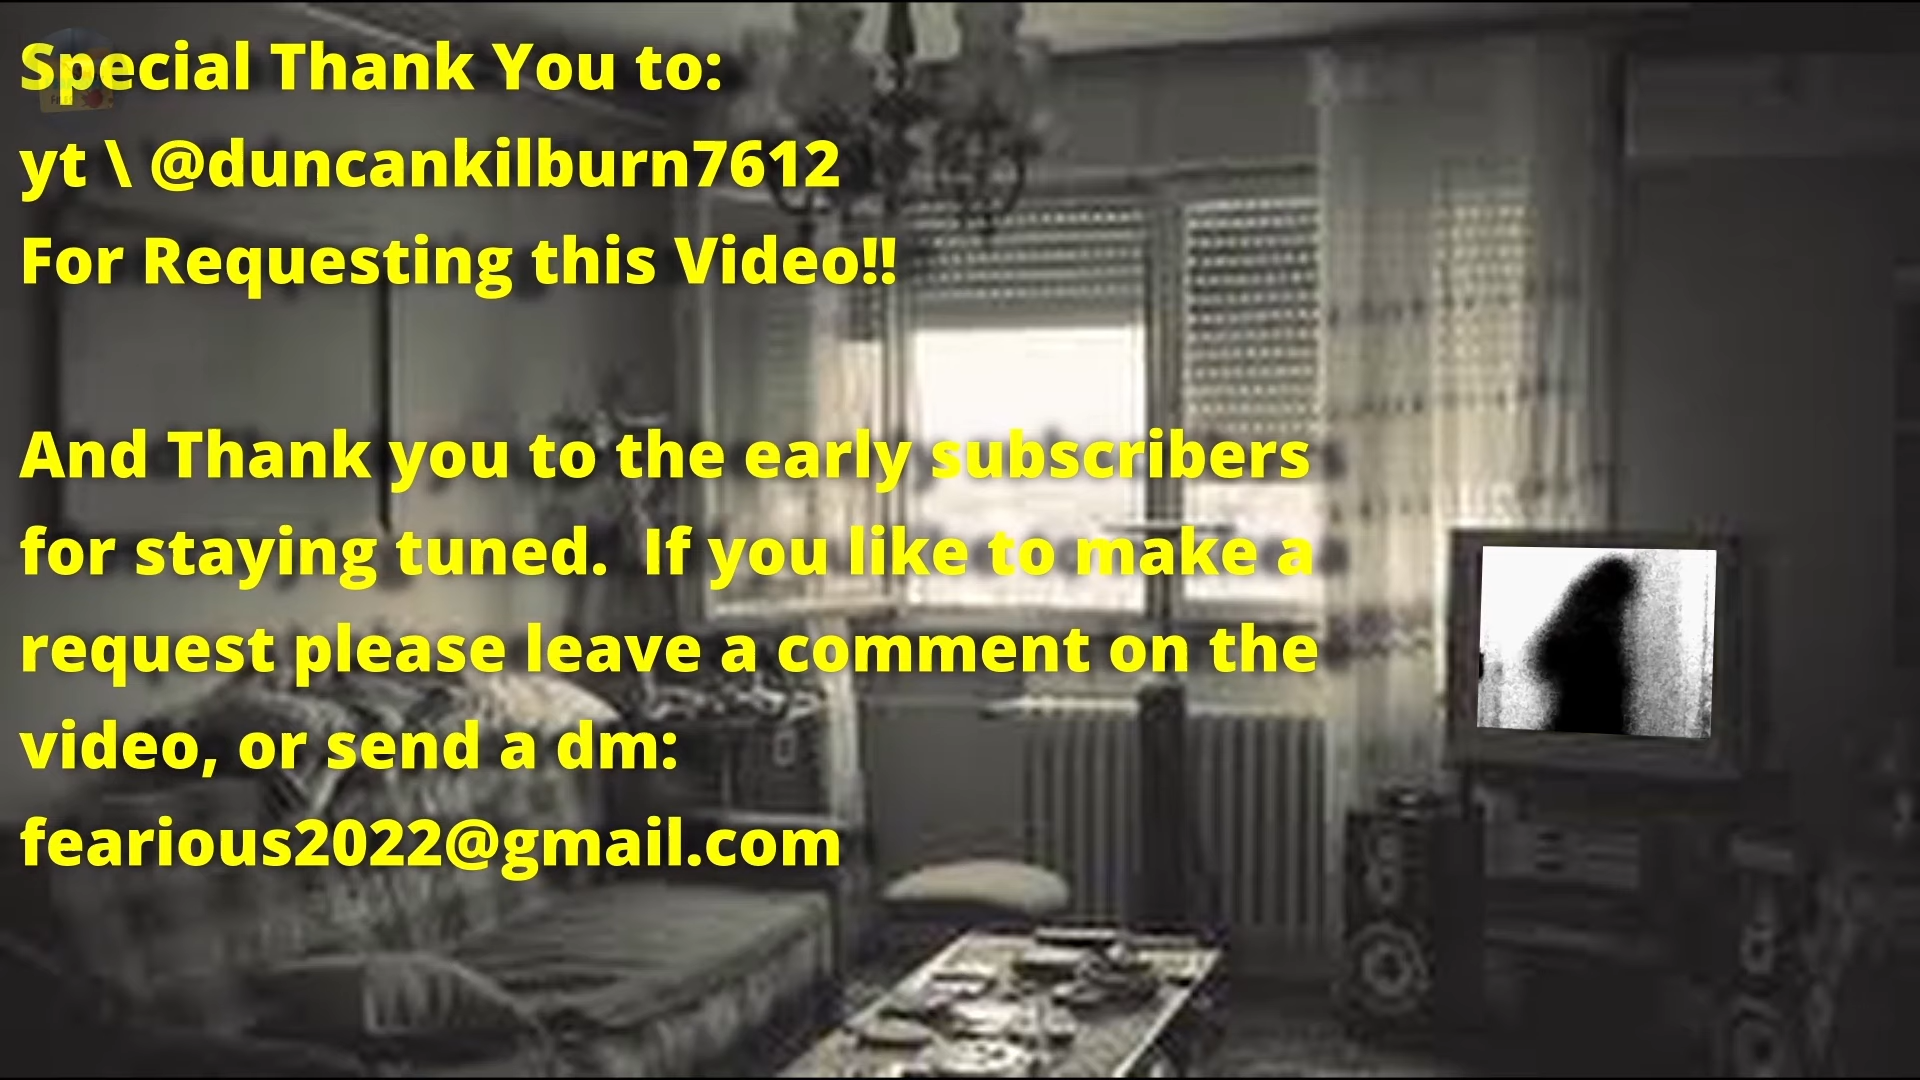 Special Thank You to:
yt \ @duncankilburn7612
For Requesting this Video!!
And Thank you to the early subscribers
for staying tuned.  If you like to make a
request please leave a comment on the
video, or send a dm:
fearious2022@gmail.com